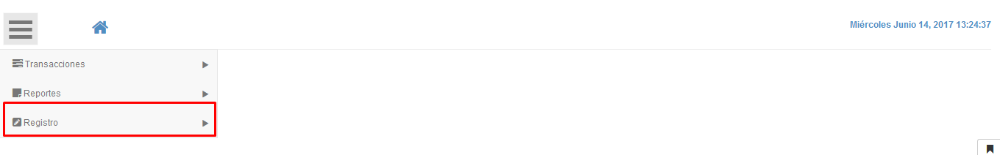 Miércoles Junio 14, 2017 13:24:37
Transacciones
Reportes
Registro